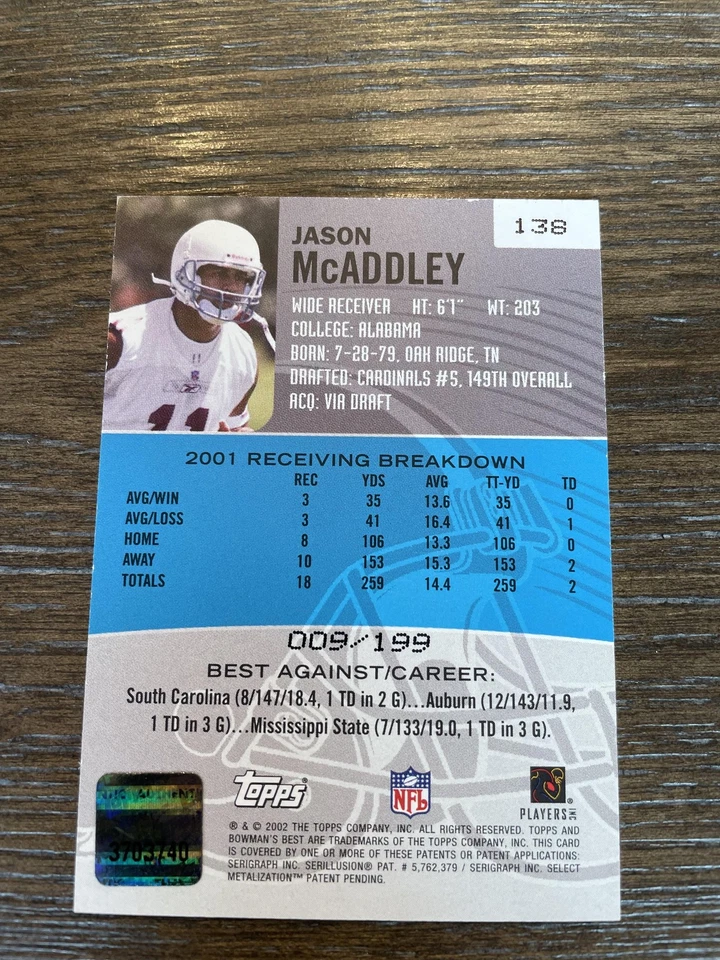 138
JASON
McADDLEY
WIDE RECEIVER HT: 6'1" WT: 203
COLLEGE: ALABAMA
BORN: 7-28-79, OAK RIDGE, TN
DRAFTED: CARDINALS #5, 149TH OVERALL
ACQ: VIA DRAFT
11
2001 RECEIVING BREAKDOWN
REC YDS AVG TT-YD TD
AVG/WIN 3 35 13.6 35 0
AVG/LOSS 3 41 16.4 41 1
HOME 8 106 13.3 106 0
AWAY 10 153 15.3 153 2
TOTALS 18 259 14.4 259 2
009/199
BEST AGAINST/CAREER:
South Carolina (8/147/18.4, 1 TD in 2 G)...Auburn (12/143/11.9,
1 TD in 3 G)...Mississippi State (7/133/19.0, 1 TD in 3 G).
3703740
TOPPS
NFL
PLAYERS INC
® & © 2002 THE TOPPS COMPANY, INC. ALL RIGHTS RESERVED. TOPPS AND
BOWMAN'S BEST ARE TRADEMARKS OF THE TOPPS COMPANY, INC. THIS CARD
IS COVERED BY ONE OR MORE OF THESE PATENTS OR PATENT APPLICATIONS:
SERIGRAPH INC. SERILLUSION® PAT. # 5,762,379 / SERIGRAPH INC. SELECT
METALIZATION™ PATENT PENDING.